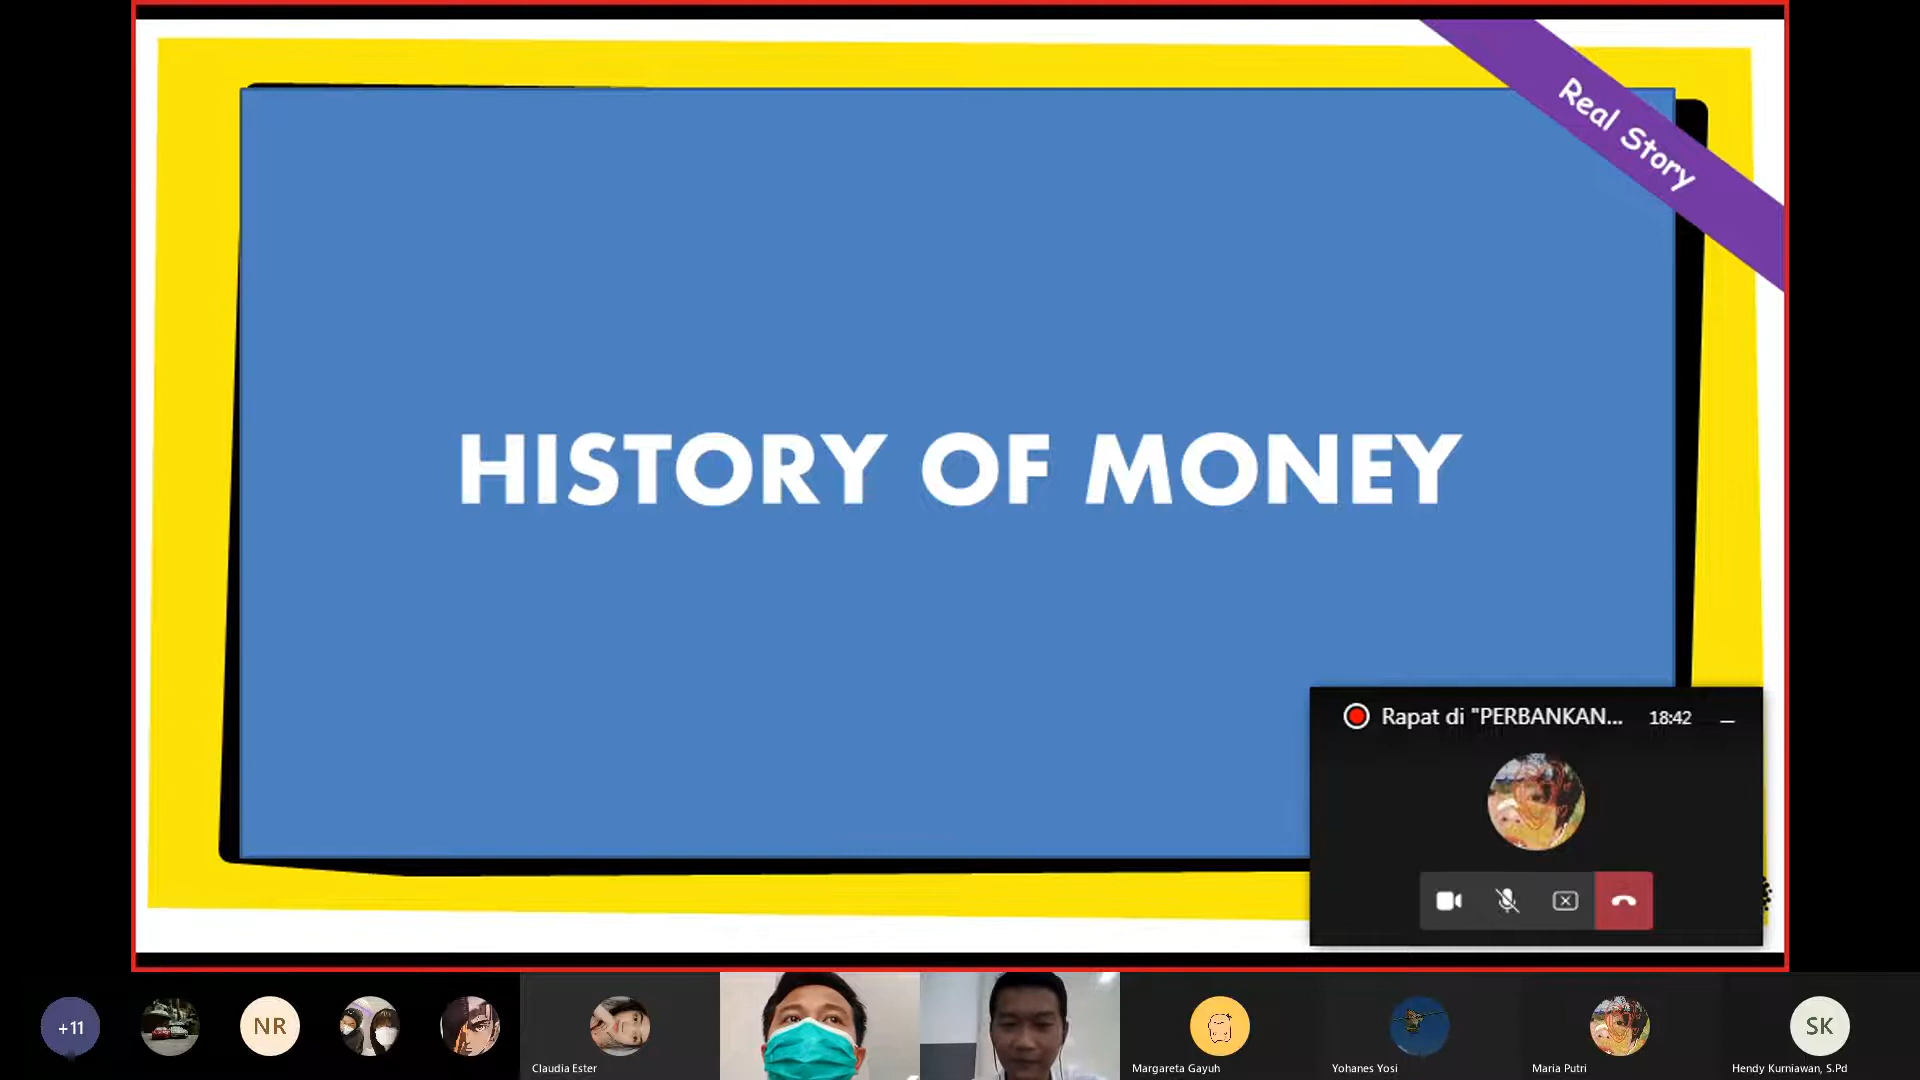 Real Story
HISTORY OF MONEY
Rapat di "PERBANKAN... 18:42
+11
NR
SK
Claudia Ester
Margareta Gayuh
Yohanes Yosi
Maria Putri
Hendy Kurniawan, S.Pd